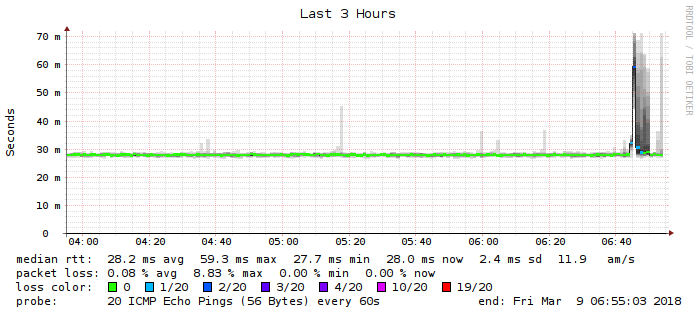 Last 3 Hours
RRDTOOL / TOBI OETIKER
Seconds
70 m
60 m
50 m
40 m
30 m
20 m
10 m
0
04:00 04:20 04:40 05:00 05:20 05:40 06:00 06:20 06:40
median rtt: 28.2 ms avg 59.3 ms max 27.7 ms min 28.0 ms now 2.4 ms sd 11.9 am/s
packet loss: 0.08 % avg 8.83 % max 0.00 % min 0.00 % now
loss color: 0 1/20 2/20 3/20 4/20 10/20 19/20
probe: 20 ICMP Echo Pings (56 Bytes) every 60s end: Fri Mar 9 06:55:03 2018